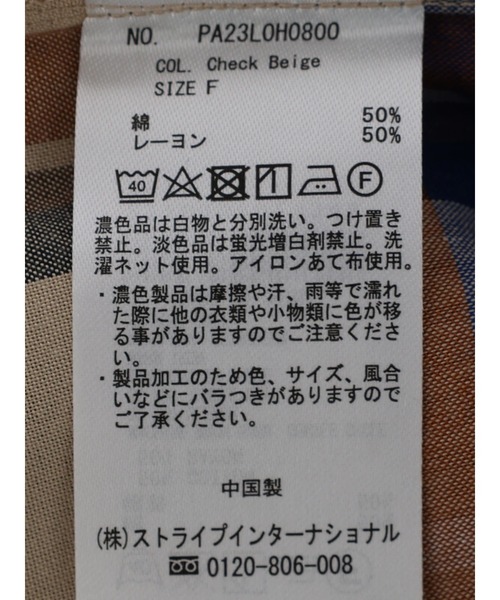 NO. PA23L0H0800
COL. Check Beige
SIZE F
綿 50%
レーヨン 50%
40 F
濃色品は白物と分別洗い。つけ置き
禁止。淡色品は蛍光増白剤禁止。洗
濯ネット使用。アイロンあて布使用。
・濃色製品は摩擦や汗、雨等で濡れ
た際に他の衣類や小物類に色が移
る事がありますのでご注意くださ
い。
・製品加工のため色、サイズ、風合
いなどにバラつきがありますので
ご了承ください。
中国製
(株)ストライプインターナショナル
0120-806-008